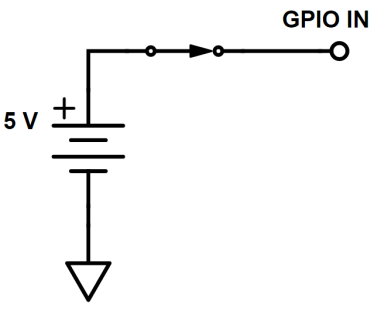 GPIO IN
+
5 V